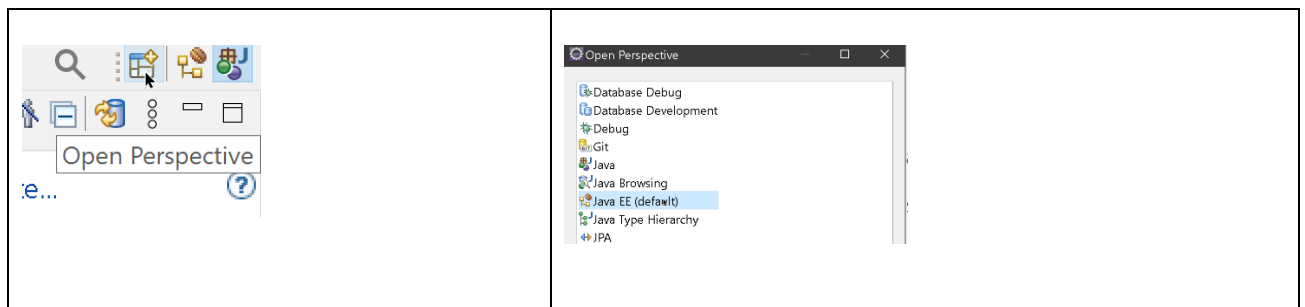 Open Perspective
Open Perspective
Database Debug
Database Development
Debug
Git
Java
Java Browsing
Java EE (default)
Java Type Hierarchy
JPA